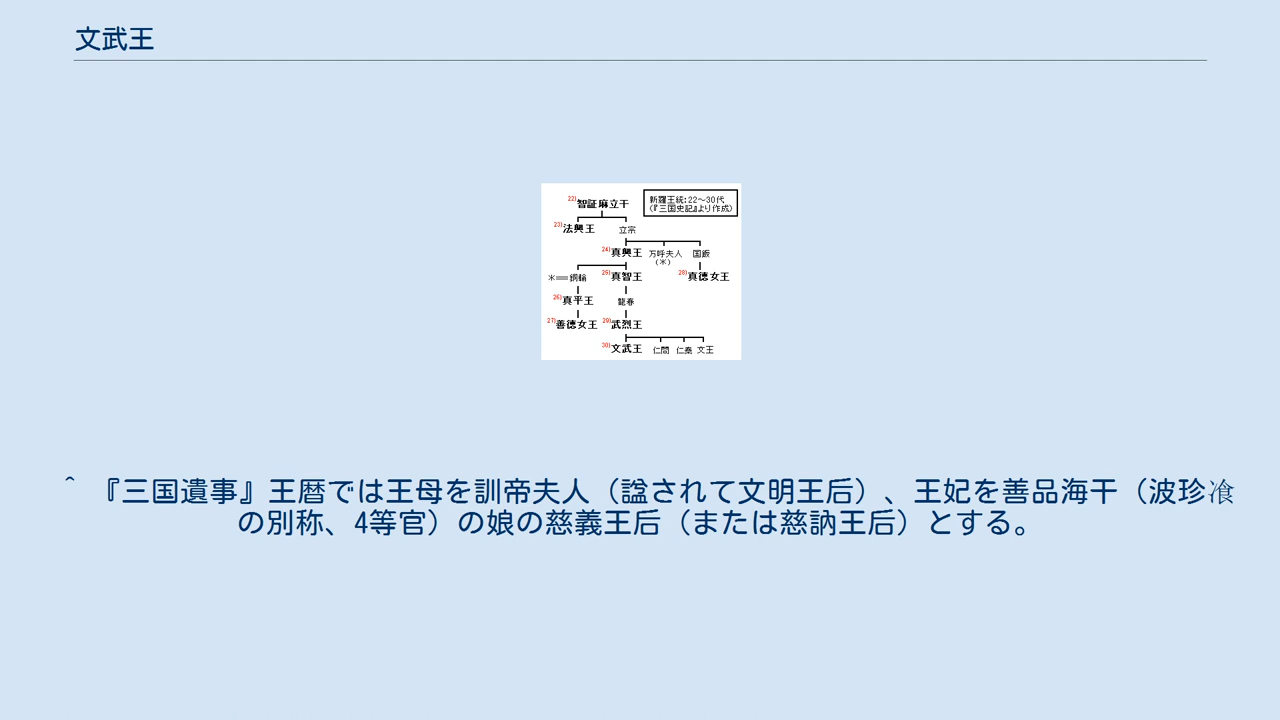 文武王
22)智証麻立干
新羅王統:22～30代
(『三国史記』より作成)
23)法興王 立宗
24)真興王 万呼夫人 国飯
(※)
※＝銅輪 25)真智王 28)真徳女王
26)真平王 龍春
27)善徳女王 29)武烈王
30)文武王 仁問 仁泰 文王
^ 『三国遺事』王暦では王母を訓帝夫人（諡されて文明王后）、王妃を善品海干（波珍飡
の別称、4等官）の娘の慈義王后（または慈訥王后）とする。